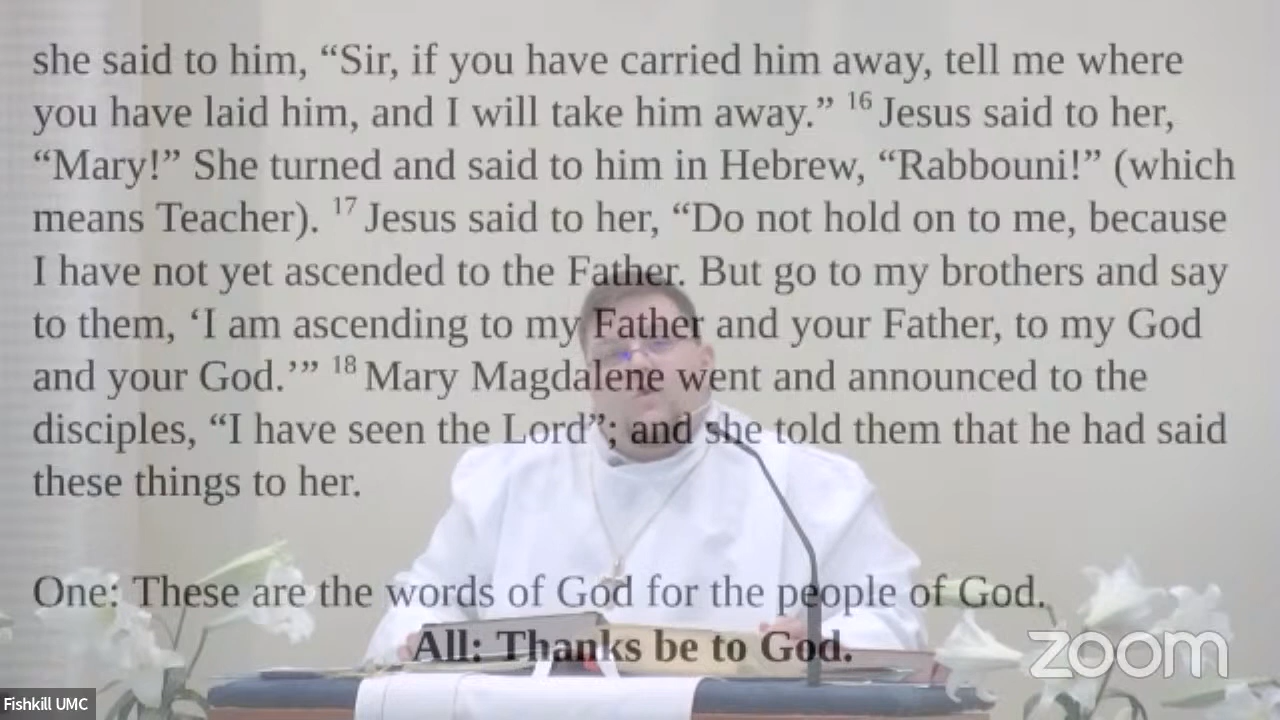 she said to him, “Sir, if you have carried him away, tell me where
you have laid him, and I will take him away.” 16 Jesus said to her,
“Mary!” She turned and said to him in Hebrew, “Rabbouni!” (which
means Teacher). 17 Jesus said to her, “Do not hold on to me, because
I have not yet ascended to the Father. But go to my brothers and say
to them, ‘I am ascending to my Father and your Father, to my God
and your God.’” 18 Mary Magdalene went and announced to the
disciples, “I have seen the Lord”; and she told them that he had said
these things to her.
One: These are the words of God for the people of God.
All: Thanks be to God.
zoom
Fishkill UMC